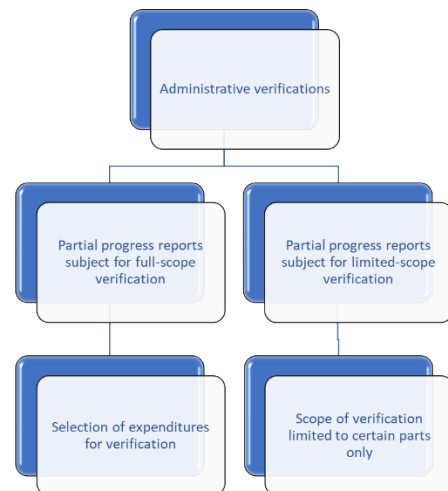 Administrative verifications
Partial progress reports
subject for full-scope
verification
Partial progress reports
subject for limited-scope
verification
Selection of expenditures
for verification
Scope of verification
limited to certain parts
only